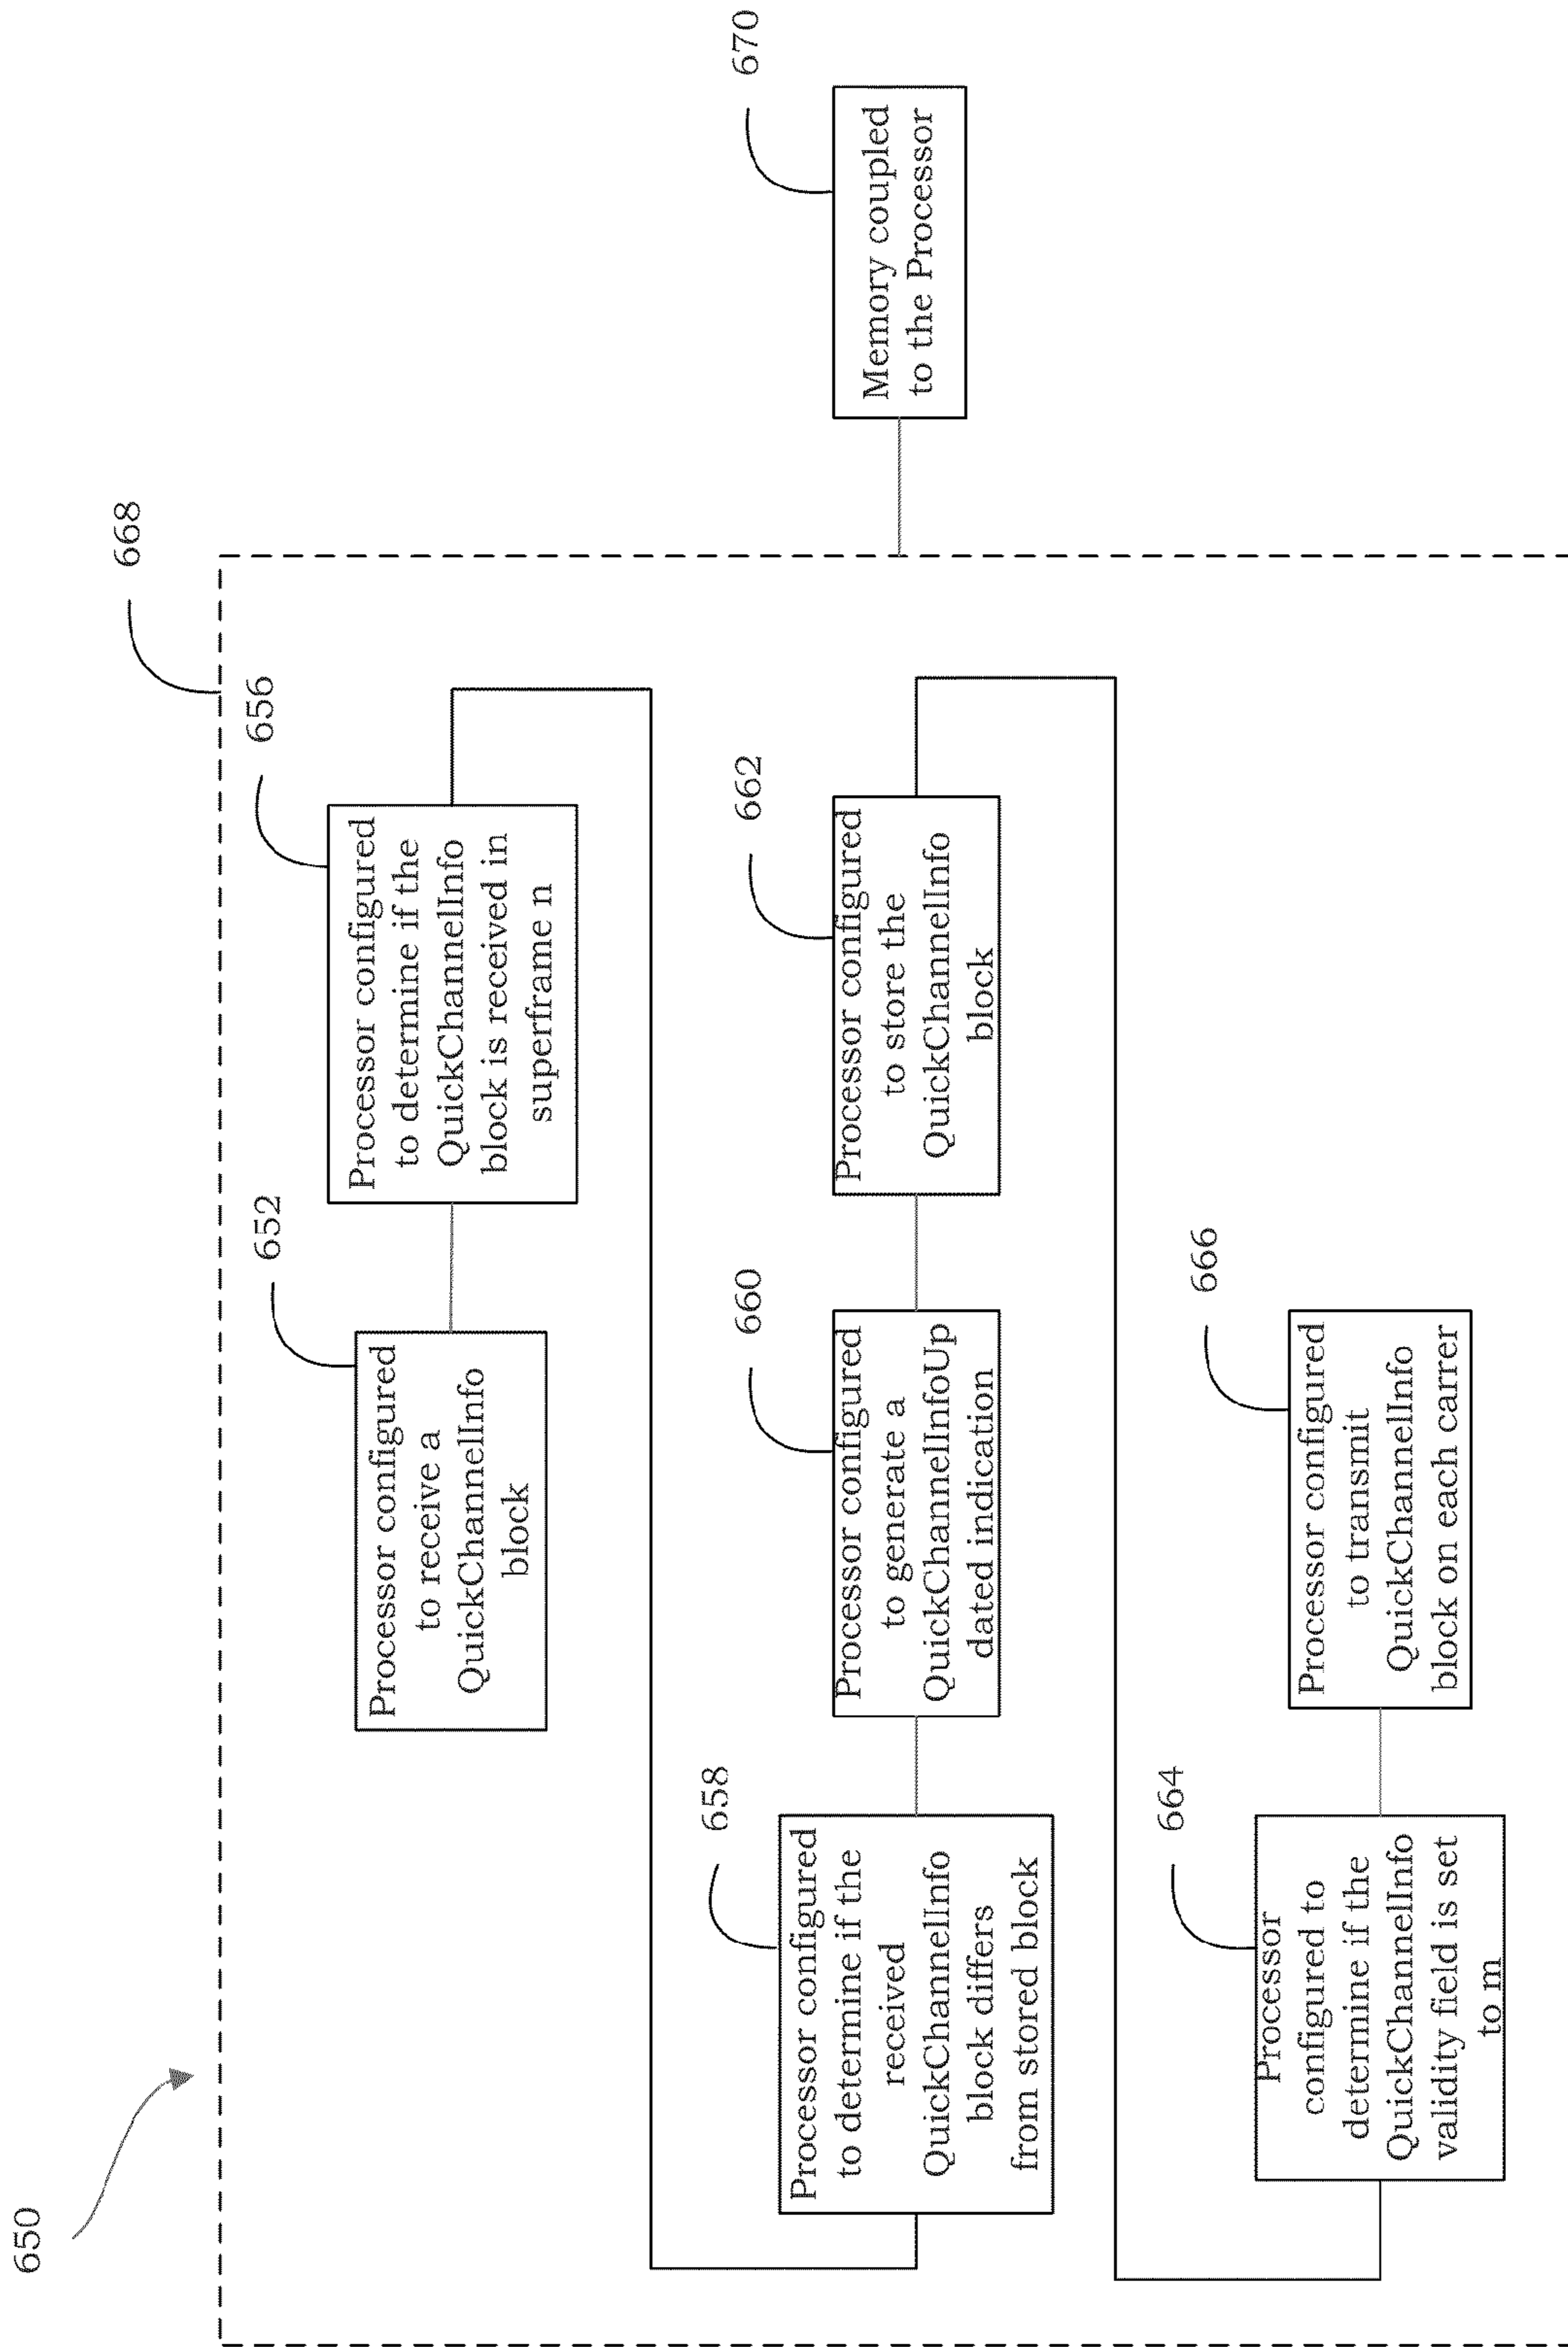 650
668
670
652
Processor configured
to receive a
QuickChannelInfo
block
656
Processor configured
to determine if the
QuickChannelInfo
block is received in
superframe n
Memory coupled
to the Processor
658
Processor configured
to determine if the
received
QuickChannelInfo
block differs
from stored block
660
Processor configured
to generate a
QuickChannelInfoUp
dated indication
662
Processor configured
to store the
QuickChannelInfo
block
664
Processor
configured to
determine if the
QuickChannelInfo
validity field is set
to m
666
Processor configured
to transmit
QuickChannelInfo
block on each carrer